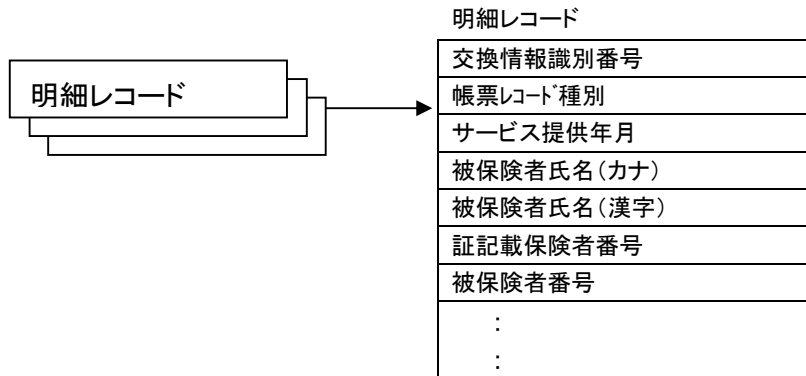 明細レコード
明細レコード
交換情報識別番号
帳票ﾚｺｰﾄﾞ種別
サービス提供年月
被保険者氏名(カナ)
被保険者氏名(漢字)
証記載保険者番号
被保険者番号
:
: